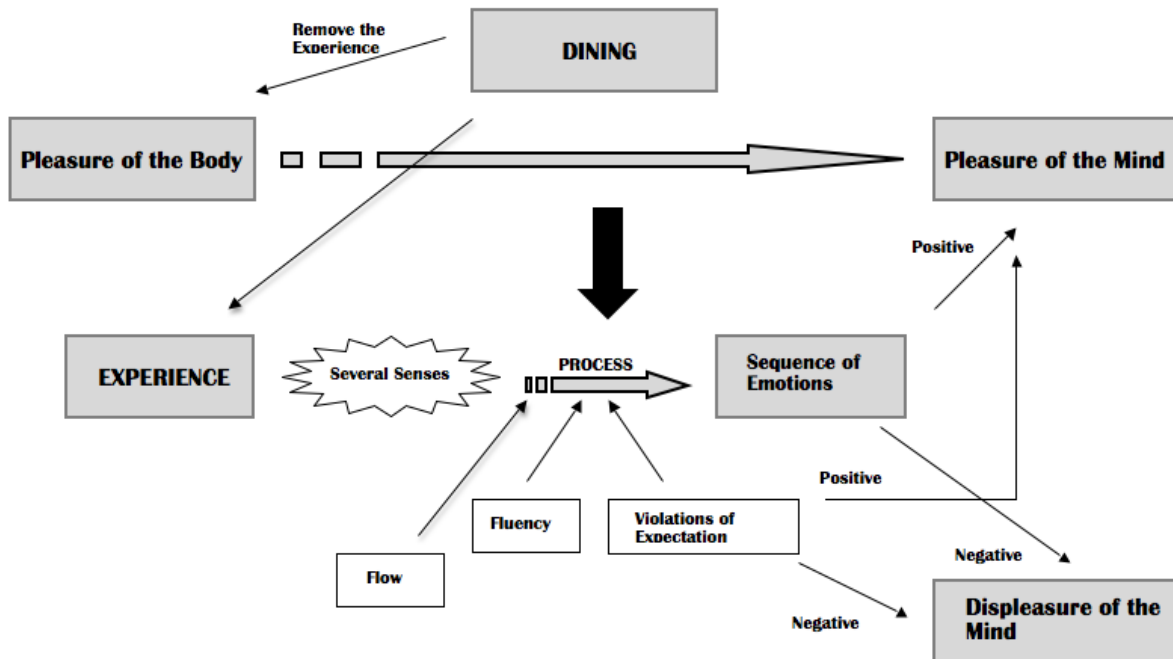 Remove the
Experience
DINING
Pleasure of the Body
Pleasure of the Mind
Positive
EXPERIENCE
Several Senses
PROCESS
Sequence of
Emotions
Positive
Fluency
Violations of
Expectation
Flow
Negative
Negative
Displeasure of the
Mind